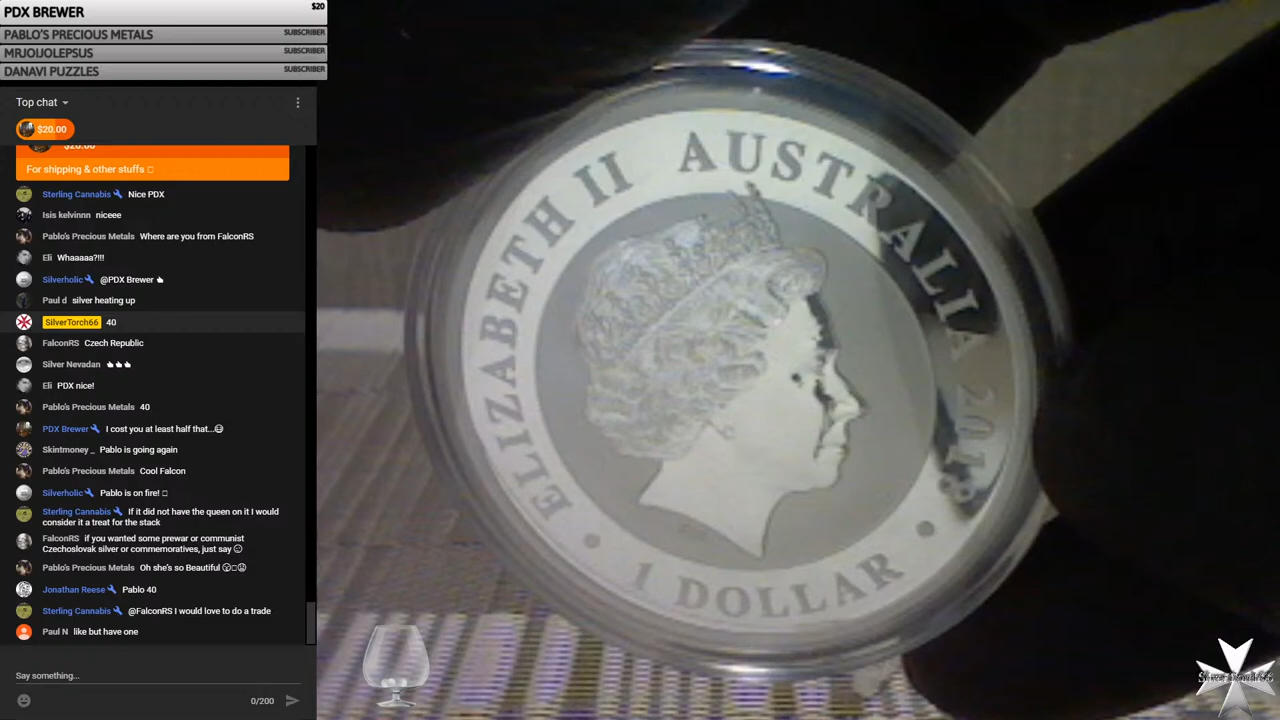 PDX BREWER $20
PABLO'S PRECIOUS METALS SUBSCRIBER
MRJOIJOLEPSUS SUBSCRIBER
DANAVI PUZZLES SUBSCRIBER
Top chat
$20.00
$20.00
For shipping & other stuffs
Sterling Cannabis Nice PDX
Isis kelvinnn niceee
Pablo's Precious Metals Where are you from FalconRS
Eli Whaaaaa?!!!
Silverholic @PDX Brewer
Paul d silver heating up
SilverTorch66 40
FalconRS Czech Republic
Silver Nevadan
Eli PDX nice!
Pablo's Precious Metals 40
PDX Brewer I cost you at least half that...
Skintmoney_ Pablo is going again
Pablo's Precious Metals Cool Falcon
Silverholic Pablo is on fire!
Sterling Cannabis If it did not have the queen on it I would
consider it a treat for the stack
FalconRS if you wanted some prewar or communist
Czechoslovak silver or commemoratives, just say
Pablo's Precious Metals Oh she's so Beautiful
Jonathan Reese Pablo 40
Sterling Cannabis @FalconRS I would love to do a trade
Paul N like but have one
Say something...
0/200
ELIZABETH II AUSTRALIA 2018
1 DOLLAR